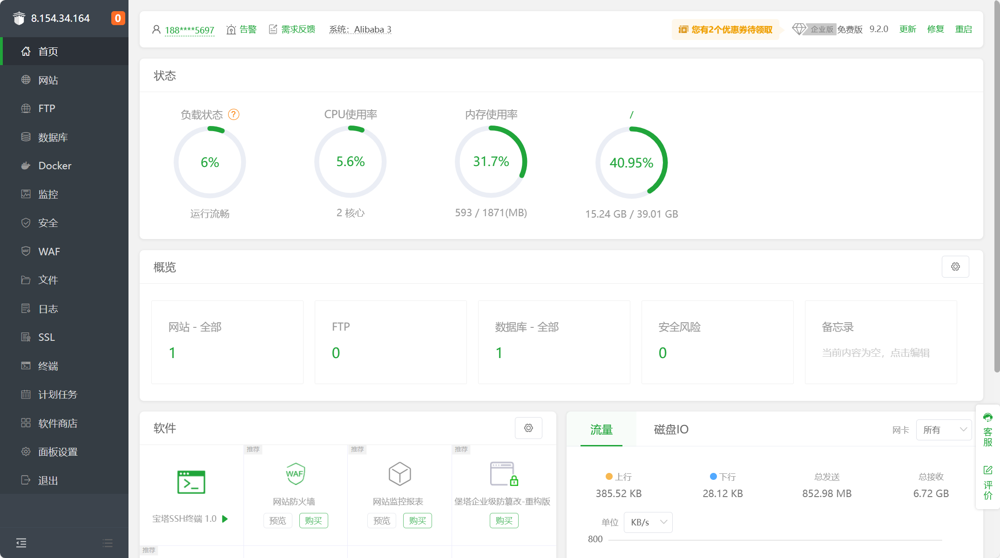 8.154.34.164 0
首页
网站
FTP
数据库
Docker
监控
安全
WAF
文件
日志
SSL
终端
计划任务
软件商店
面板设置
退出
188****5697 告警 需求反馈 系统：Alibaba 3
您有2个优惠券待领取 企业版 免费版 9.2.0 更新 修复 重启
状态
负载状态 ? CPU使用率 内存使用率 /
6% 5.6% 31.7% 40.95%
运行流畅 2 核心 593 / 1871(MB) 15.24 GB / 39.01 GB
概览
网站 - 全部 FTP 数据库 - 全部 安全风险 备忘录
1 0 1 0 当前内容为空，点击编辑
软件
推荐 推荐 推荐
WAF
网站防火墙 网站监控报表 堡塔企业级防篡改-重构版
宝塔SSH终端 1.0 预览 购买 预览 购买 购买
推荐
流量 磁盘IO 网卡 所有
上行 下行 总发送 总接收
385.52 KB 28.12 KB 852.98 MB 6.72 GB
单位 KB/s
800
客服
评价